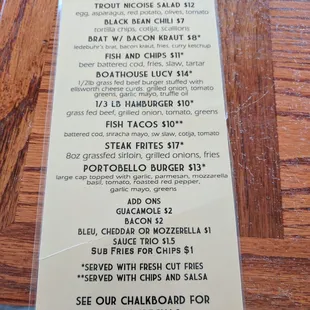 TROUT NICOISE SALAD $12
egg, asparagus, red potato, olives, tomato
BLACK BEAN CHILI $7
tortilla chips, cotija, scallions
BRAT W/ BACON KRAUT $8*
riedebuhl's brat, bacon kraut, fries, curry ketchup
FISH AND CHIPS $11*
beer battered cod, fries, slaw, tartar
BOATHOUSE LUCY $14*
1/2lb grass fed beef burger stuffed with
ellsworth cheese curds. grilled onion, tomato
greens, garlic mayo, truffle oil
1/3 LB HAMBURGER $10*
grass fed beef, grilled onion, tomato, greens
FISH TACOS $10**
battered cod, sriracha mayo, sw slaw, cotija, tomato
STEAK FRITES $17*
8oz grassfed sirloin, grilled onions, fries
PORTOBELLO BURGER $13*
large cap topped with garlic, parmesan, mozzarella
basil, tomato, roasted red pepper,
garlic mayo, greens
ADD ONS
GUACAMOLE $2
BACON $2
BLEU, CHEDDAR OR MOZZERELLA $1
SAUCE TRIO $1.5
SUB FRIES FOR CHIPS $1
*SERVED WITH FRESH CUT FRIES
**SERVED WITH CHIPS AND SALSA
SEE OUR CHALKBOARD FOR